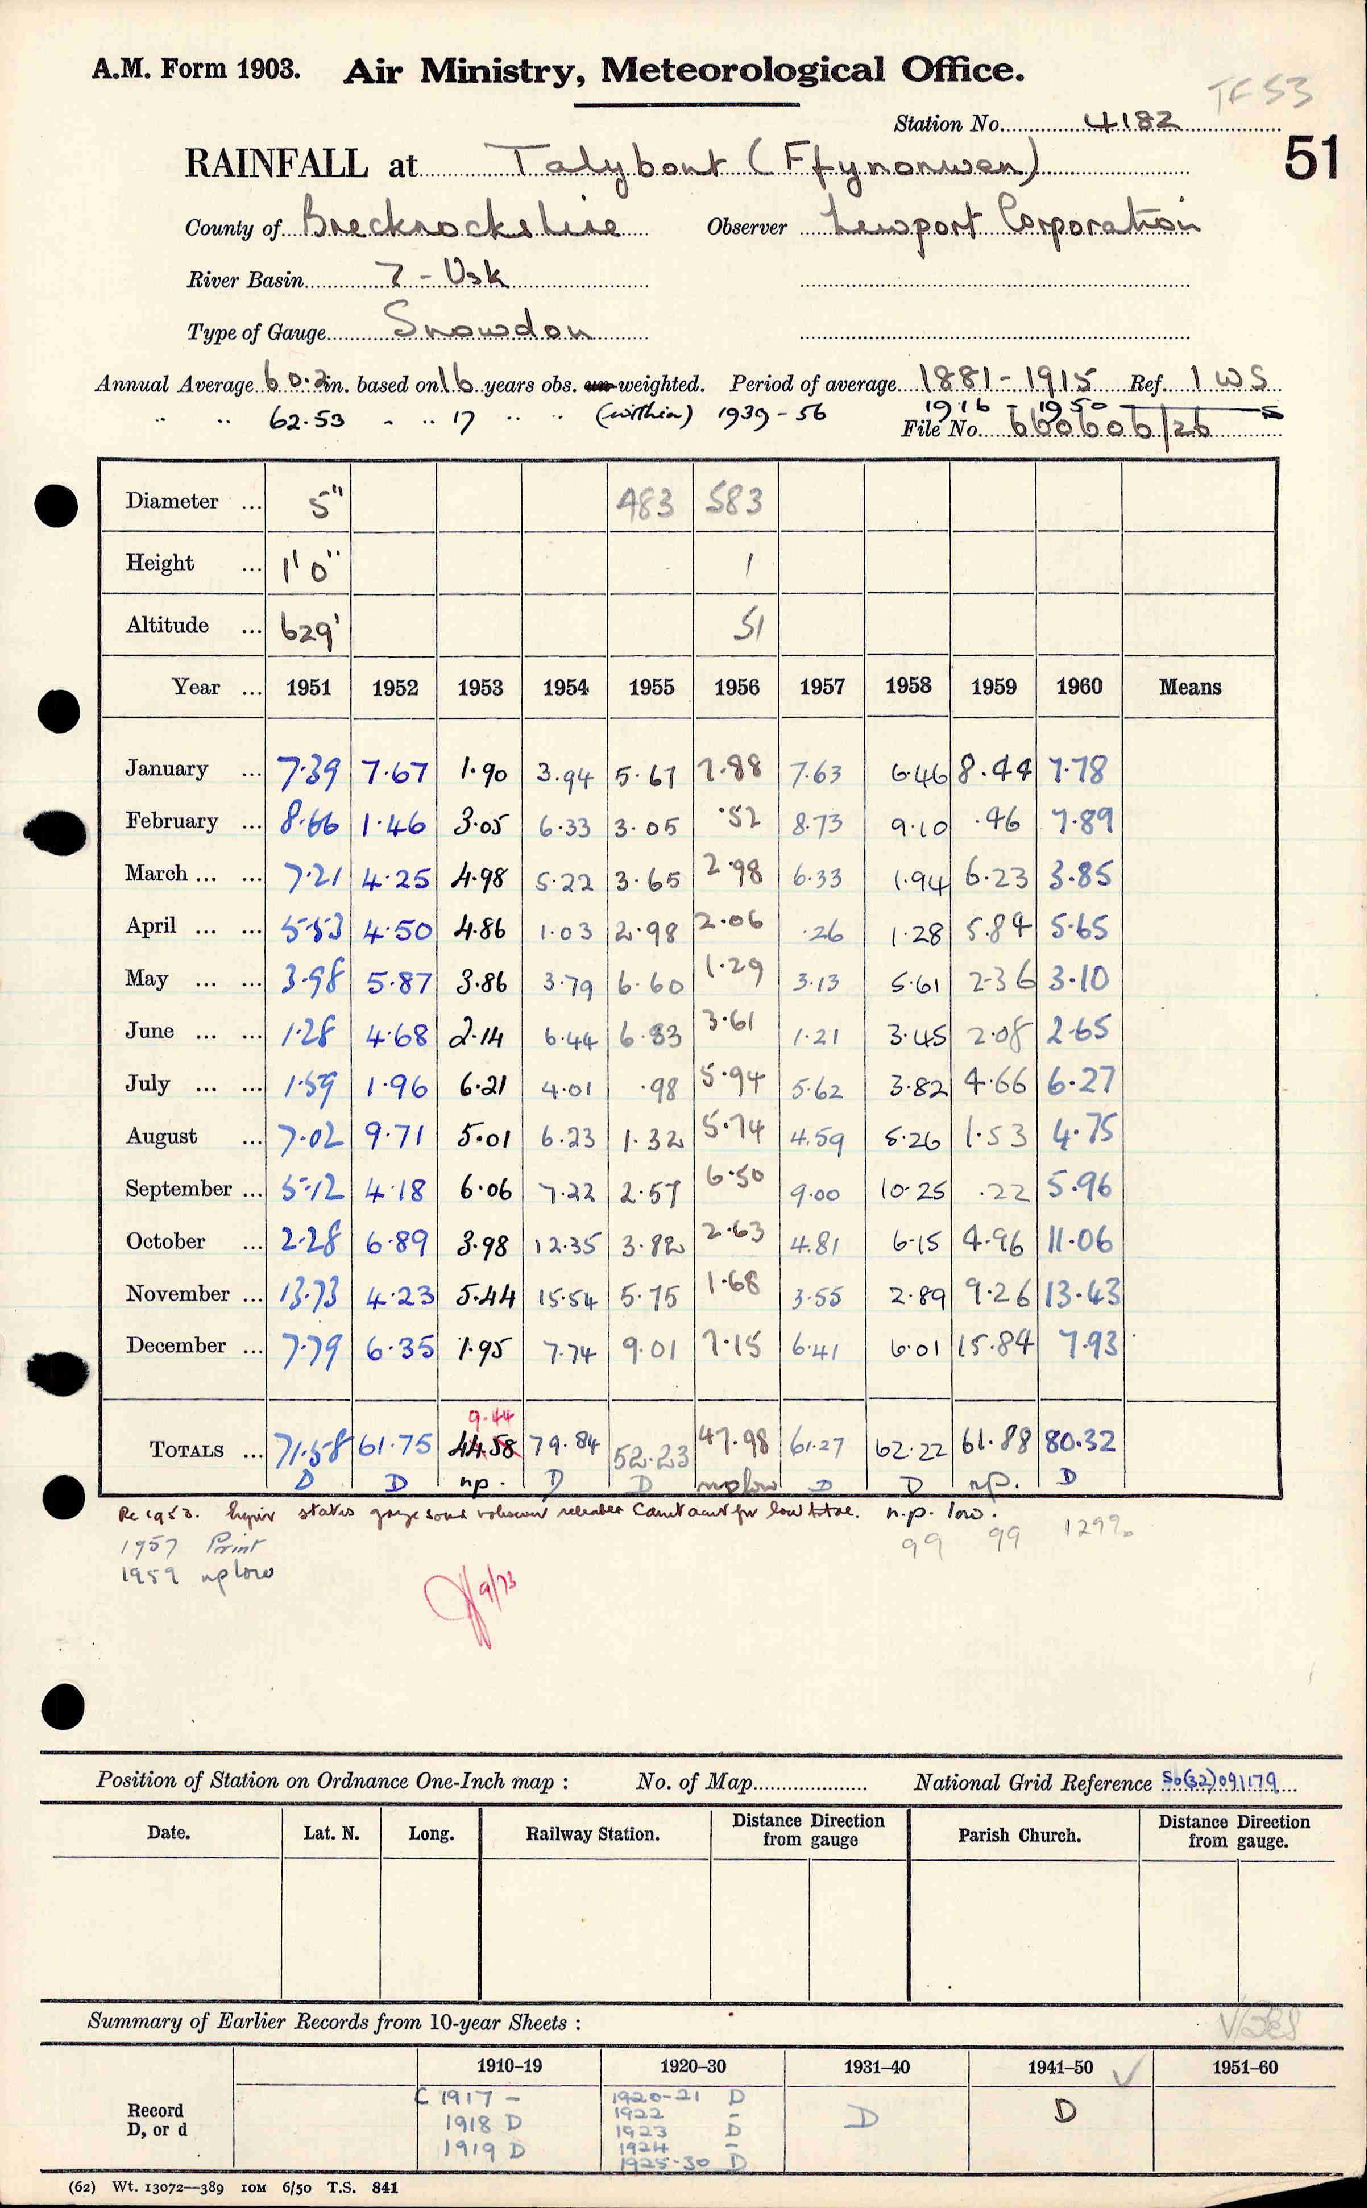 A.M. Form 1903. Air Ministry, Meteorological Office.
TF 53
Station No. 4182
51
RAINFALL at Talybont (Ffynonwen)
County of Brecknockshire Observer Newport Corporation
River Basin 7 - Usk
Type of Gauge Snowdon
Annual Average 60.2 in. based on 16 years obs. un-weighted. Period of average 1881-1915 Ref. I WS
" " 62.53 " " 17 " " (within) 1939-56 1916 - 1950
File No. 660606/26
Diameter ... 5" 483 583
Height ... 1' 0" 1
Altitude ... 629' 51
Year ... 1951 1952 1953 1954 1955 1956 1957 1958 1959 1960 Means
January ... 7.39 7.67 1.90 3.94 5.67 7.88 7.63 6.46 8.44 7.78
February ... 8.66 1.46 3.05 6.33 3.05 .52 8.73 9.10 .46 7.89
March ... ... 7.21 4.25 4.98 5.22 3.65 2.98 6.33 1.94 6.23 3.85
April ... ... 5.53 4.50 4.86 1.03 2.98 2.06 .26 1.28 5.84 5.65
May ... ... 3.98 5.87 3.86 3.79 6.60 1.29 3.13 5.61 2.36 3.10
June ... ... 1.28 4.68 2.14 6.44 6.83 3.61 1.21 3.45 2.08 2.65
July ... ... 1.59 1.96 6.21 4.01 .98 5.94 5.62 3.82 4.66 6.27
August ... 7.02 9.71 5.01 6.23 1.32 5.74 4.59 5.26 1.53 4.75
September ... 5.12 4.18 6.06 7.22 2.57 6.50 9.00 10.25 .22 5.96
October ... 2.28 6.89 3.98 12.35 3.82 2.63 4.81 6.15 4.96 11.06
November ... 13.73 4.23 5.44 15.54 5.75 1.68 3.55 2.89 9.26 13.43
December ... 7.79 6.35 1.95 7.74 9.01 7.15 6.41 6.01 15.84 7.93
9.44
Totals ... 71.58 61.75 44.58 79.84 52.23 47.98 61.27 62.22 61.88 80.32
D D np. D D np low D D np. D
Re 1953. states gauge some low total. n.p. low.
99 99 129%
1957 Print
1959 np low
9/73
Position of Station on Ordnance One-Inch map : No. of Map National Grid Reference SO(32)091179
Date. Lat. N. Long. Railway Station. Distance Direction from gauge Parish Church. Distance Direction from gauge.
Summary of Earlier Records from 10-year Sheets :
1910-19 1920-30 1931-40 1941-50 1951-60
Record D, or d
C 1917 - 1920-21 D D D
1918 D 1922 -
1919 D 1923 D
1924 -
1925-30 D
(62) Wt. 13072—389 IOM 6/50 T.S. 841